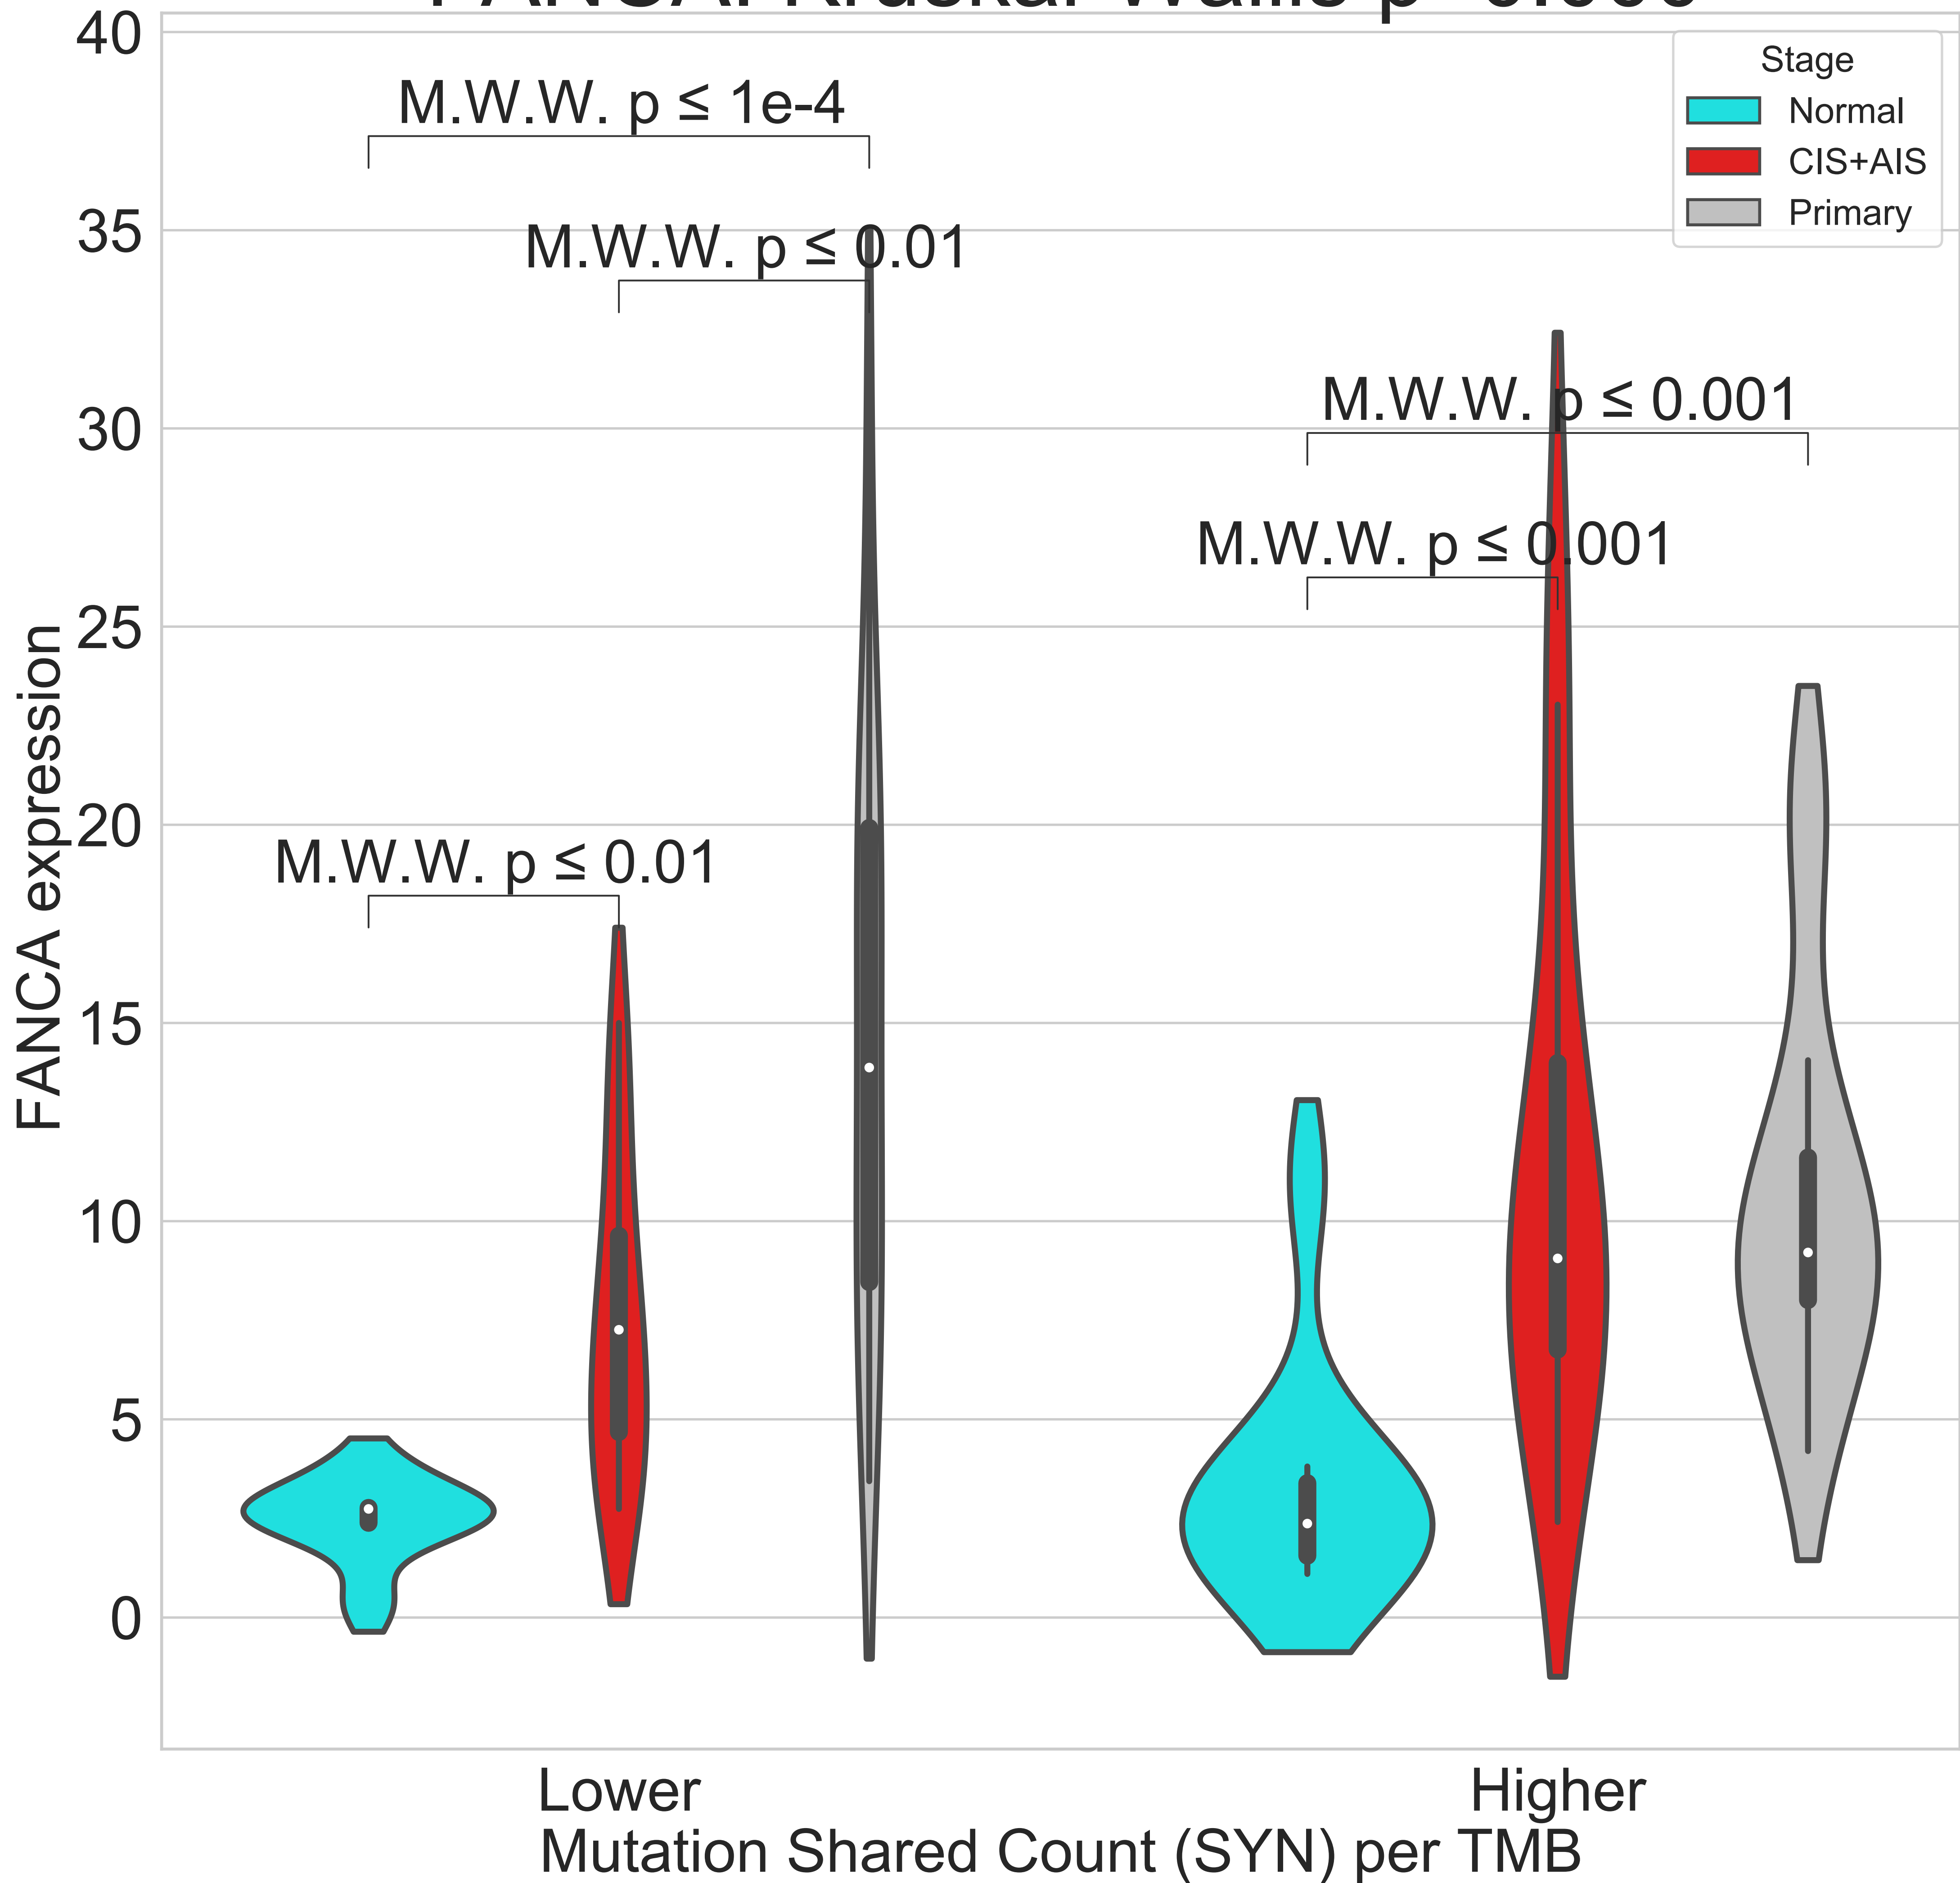 40
35
30
25
20
15
10
5
0
FANCA expression
M.W.W. p ≤ 1e-4
M.W.W. p ≤ 0.01
M.W.W. p ≤ 0.01
M.W.W. p ≤ 0.001
M.W.W. p ≤ 0.001
Stage
Normal
CIS+AIS
Primary
Lower
Higher
Mutation Shared Count (SYN) per TMB